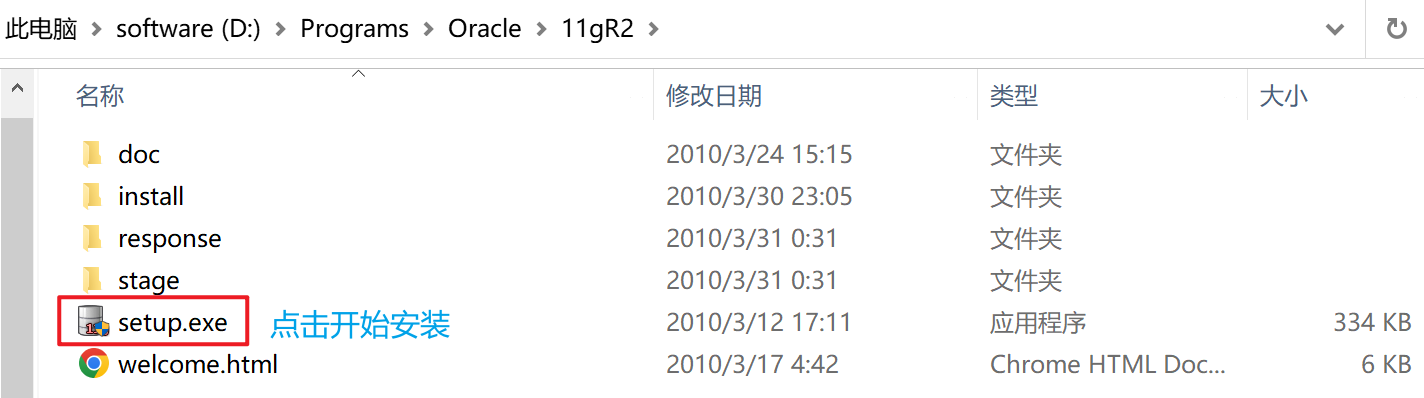 此电脑 > software (D:) > Programs > Oracle > 11gR2 >
名称 修改日期 类型 大小
doc 2010/3/24 15:15 文件夹
install 2010/3/30 23:05 文件夹
response 2010/3/31 0:31 文件夹
stage 2010/3/31 0:31 文件夹
setup.exe 点击开始安装 2010/3/12 17:11 应用程序 334 KB
welcome.html 2010/3/17 4:42 Chrome HTML Doc... 6 KB